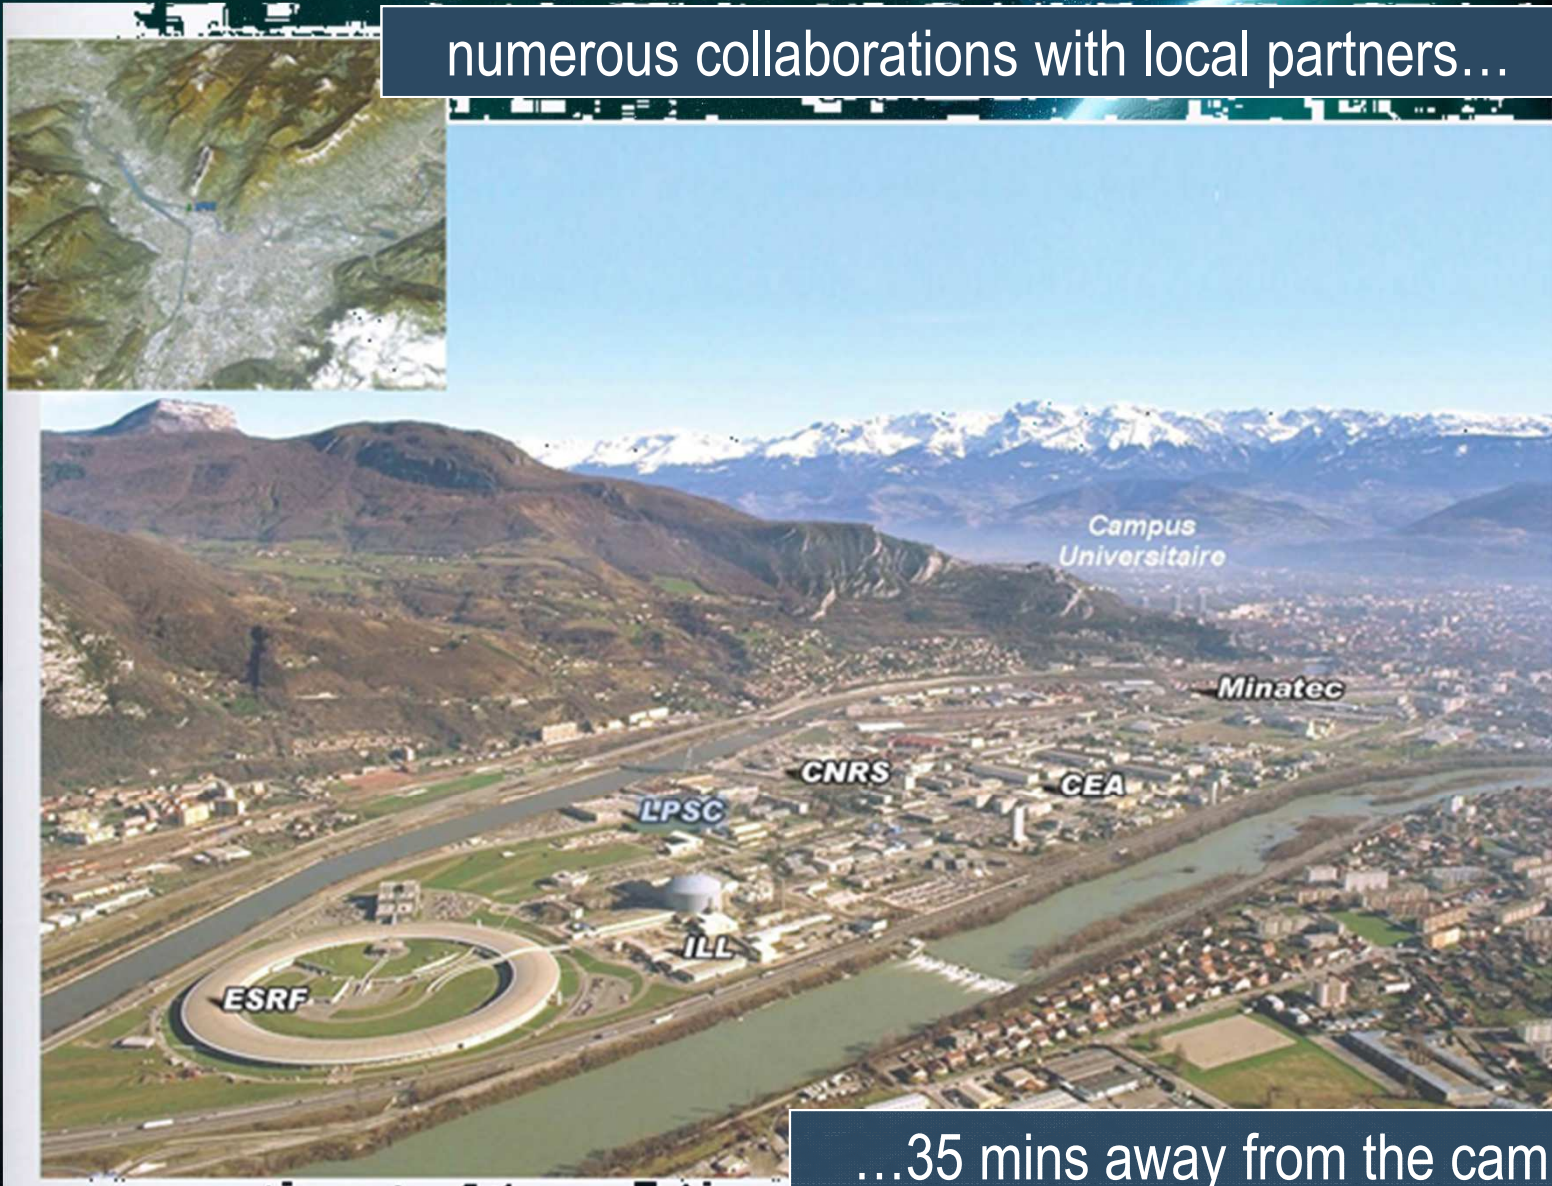 numerous collaborations with local partners…
Campus
Universitaire
Minatec
CNRS
CEA
LPSC
ILL
ESRF
…35 mins away from the cam